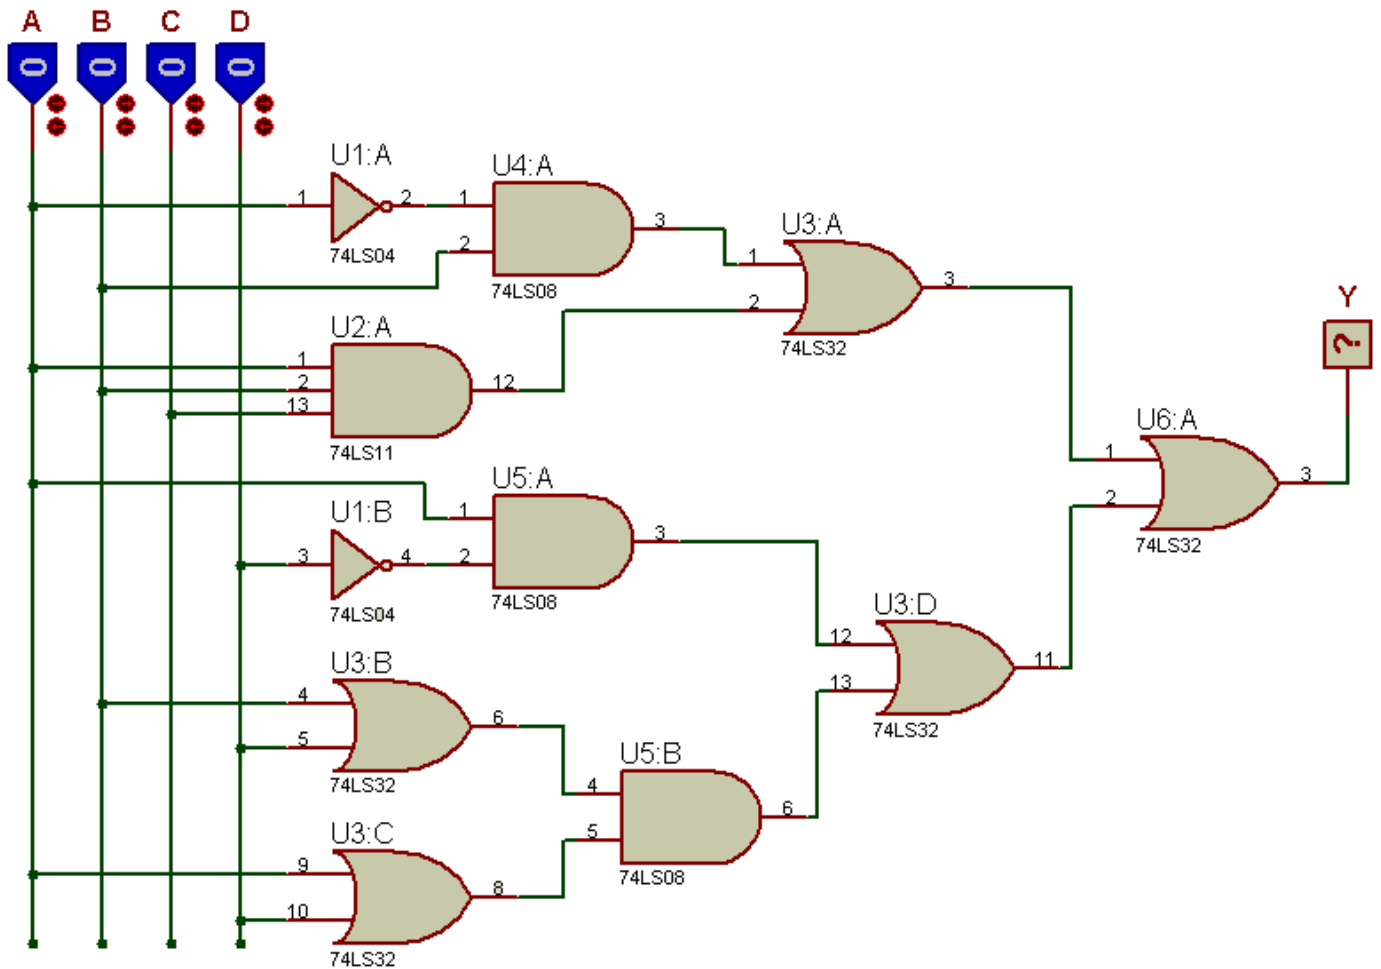 A B C D
0 0 0 0
U1:A
1 2
74LS04
U4:A
1
2
3
74LS08
U3:A
1
2
3
74LS32
U2:A
1
2
13
12
74LS11
Y
?
U6:A
1
2
3
74LS32
U5:A
1
2
3
74LS08
U1:B
3 4
74LS04
U3:D
12
13
11
74LS32
U3:B
4
5
6
74LS32
U5:B
4
5
6
74LS08
U3:C
9
10
8
74LS32